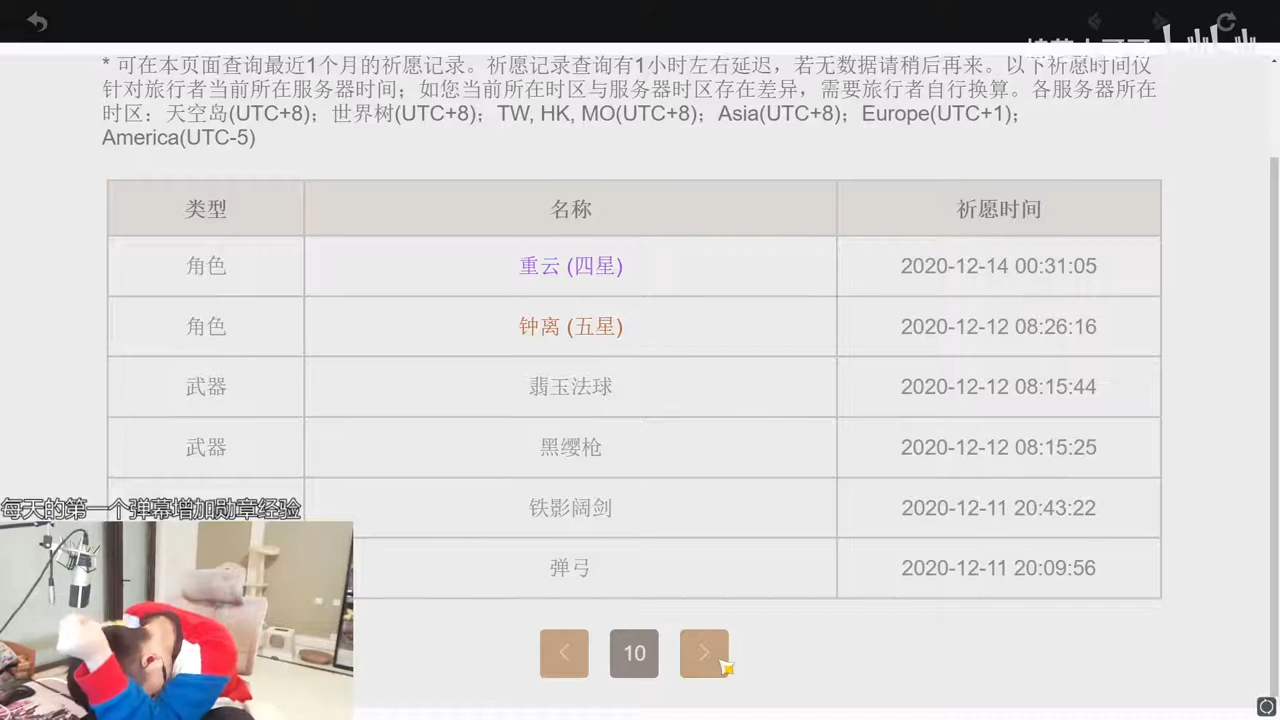 * 可在本页面查询最近1个月的祈愿记录。祈愿记录查询有1小时左右延迟，若无数据请稍后再来。以下祈愿时间仅
针对旅行者当前所在服务器时间；如您当前所在时区与服务器时区存在差异，需要旅行者自行换算。各服务器所在
时区：天空岛(UTC+8)；世界树(UTC+8)；TW, HK, MO(UTC+8)；Asia(UTC+8)；Europe(UTC+1)；
America(UTC-5)
类型 名称 祈愿时间
角色 重云 (四星) 2020-12-14 00:31:05
角色 钟离 (五星) 2020-12-12 08:26:16
武器 翡玉法球 2020-12-12 08:15:44
武器 黑缨枪 2020-12-12 08:15:25
铁影阔剑 2020-12-11 20:43:22
弹弓 2020-12-11 20:09:56
每天的第一个弹幕增加勋章经验
10